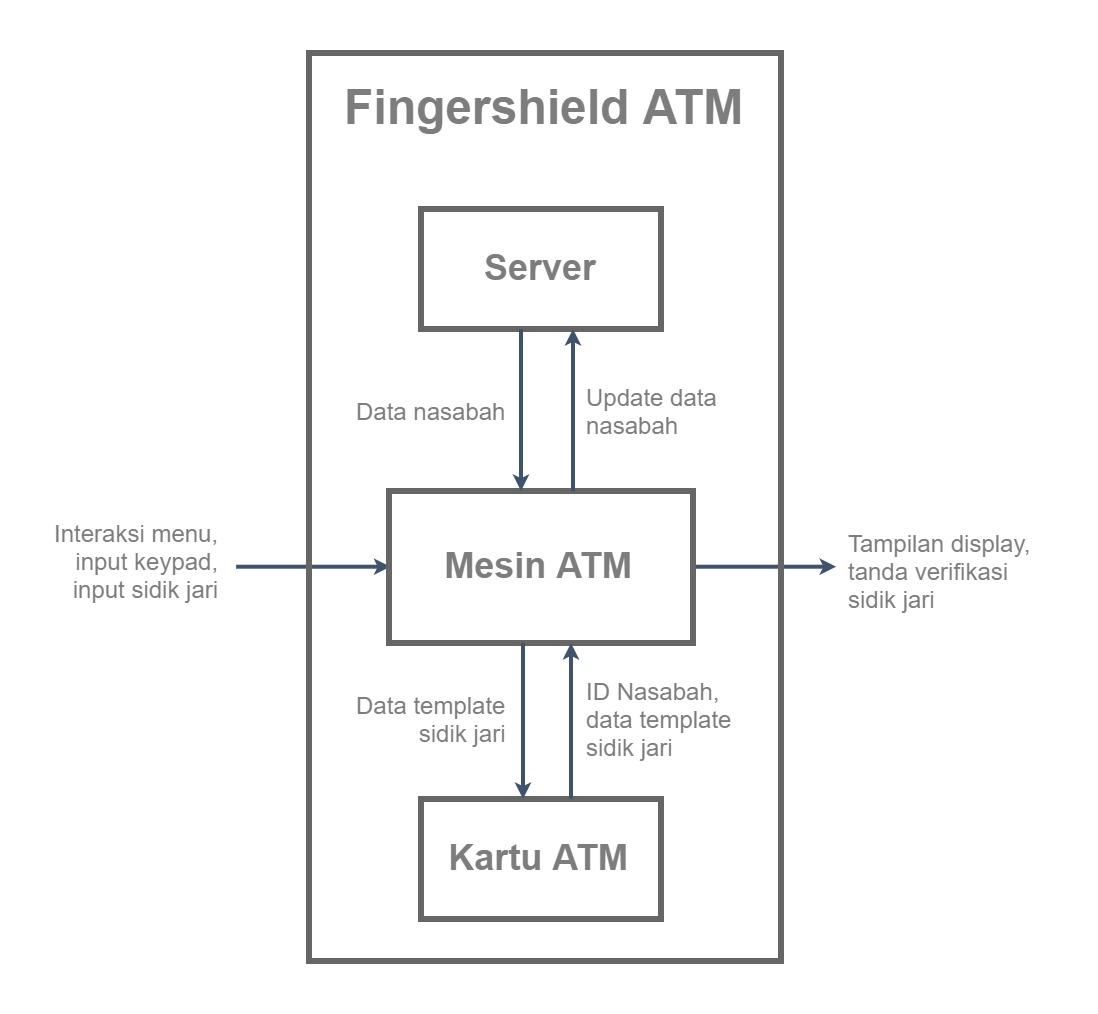 Fingershield ATM
Server
Data nasabah
Update data
nasabah
Interaksi menu,
input keypad,
input sidik jari
Mesin ATM
Tampilan display,
tanda verifikasi
sidik jari
Data template
sidik jari
ID Nasabah,
data template
sidik jari
Kartu ATM